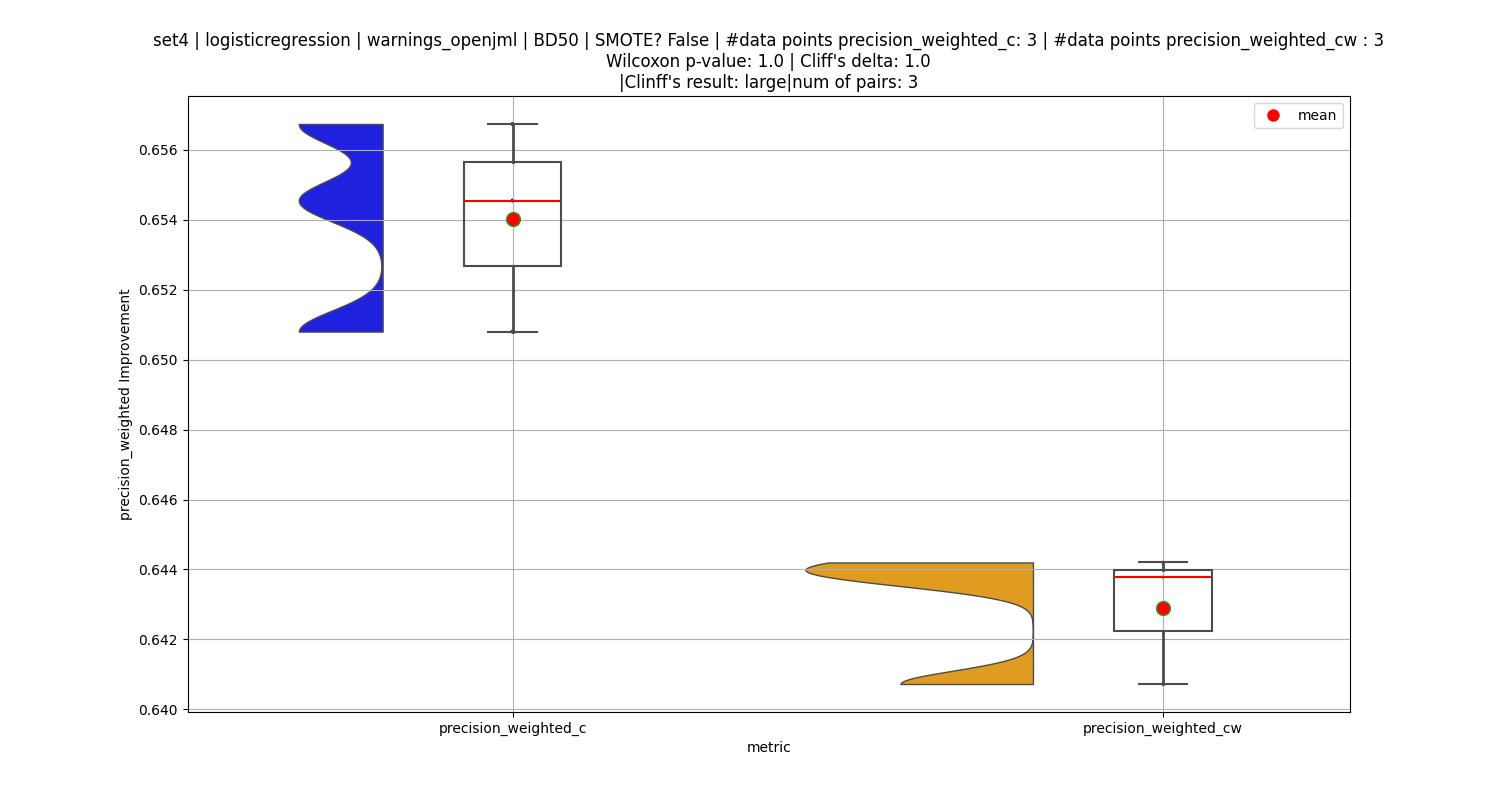 set4 | logisticregression | warnings_openjml | BD50 | SMOTE? False | #data points precision_weighted_c: 3 | #data points precision_weighted_cw : 3
Wilcoxon p-value: 1.0 | Cliff's delta: 1.0
|Clinff's result: large|num of pairs: 3
mean
0.656
0.654
0.652
0.650
0.648
0.646
0.644
0.642
0.640
precision_weighted Improvement
precision_weighted_c
precision_weighted_cw
metric